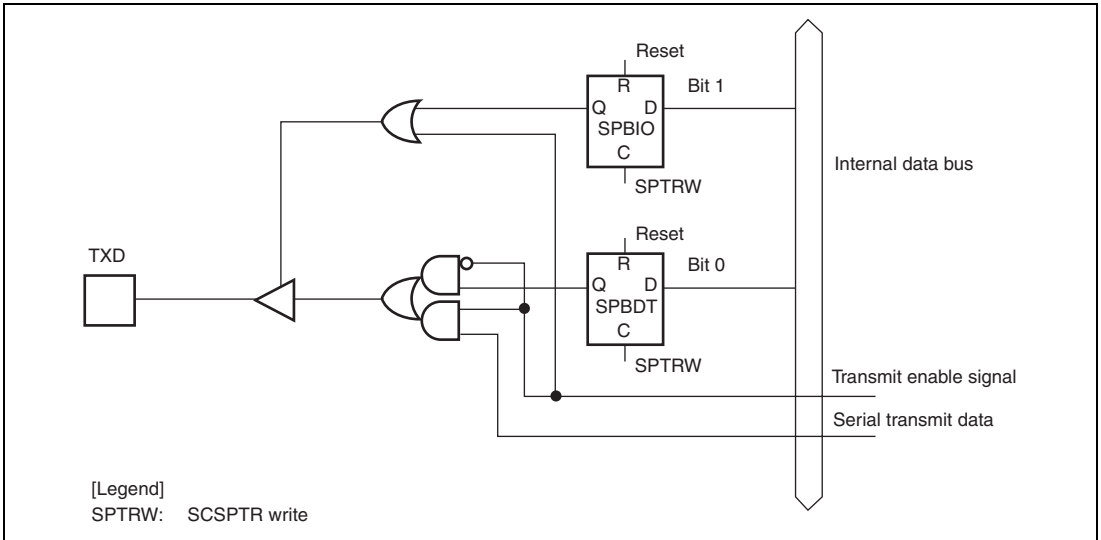 Reset
R
Bit 1
Q D
SPBIO
C
SPTRW
Internal data bus
Reset
TXD
R
Bit 0
Q D
SPBDT
C
SPTRW
Transmit enable signal
Serial transmit data
[Legend]
SPTRW: SCSPTR write